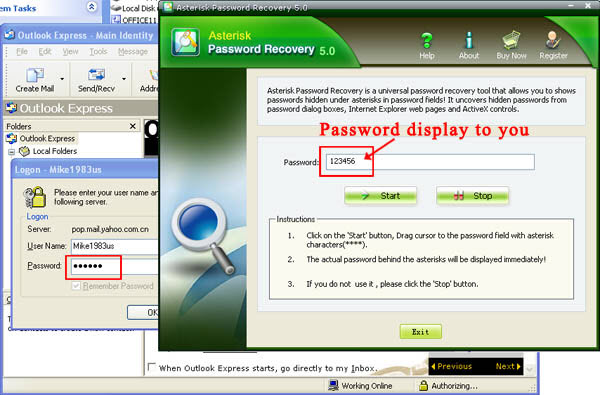 em Tasks
Local Disk
OFFICE11
Outlook Express - Main Identity
File Edit View Tools Message
Create Mail Send/Recv Addre
Outlook Express
Folders
Outlook Express
Local Folders
Logon - Mike1983us
Please enter your user name an
following server.
Logon
Server: pop.mail.yahoo.com.cn
User Name: Mike1983us
Password: ●●●●●●
Remember Password
OK
When Outlook Express starts, go directly to my Inbox.
Previous Next
Working Online Authorizing...
Asterisk Password Recovery 5.0
Asterisk
Password Recovery 5.0
Help About Buy Now Register
Asterisk Password Recovery is a universal password recovery tool that allows you to shows
passwords hidden under asterisks in password fields! It uncovers hidden passwords from
password dialog boxes, Internet Explorer web pages and ActiveX controls.
Password display to you
Password: 123456
Start Stop
Instructions
1. Click on the 'Start' button, Drag cursor to the password field with asterisk
characters(****).
2. The actual password behind the asterisks will be displayed immediately!
3. If you do not use it , please click the 'Stop' button.
Exit